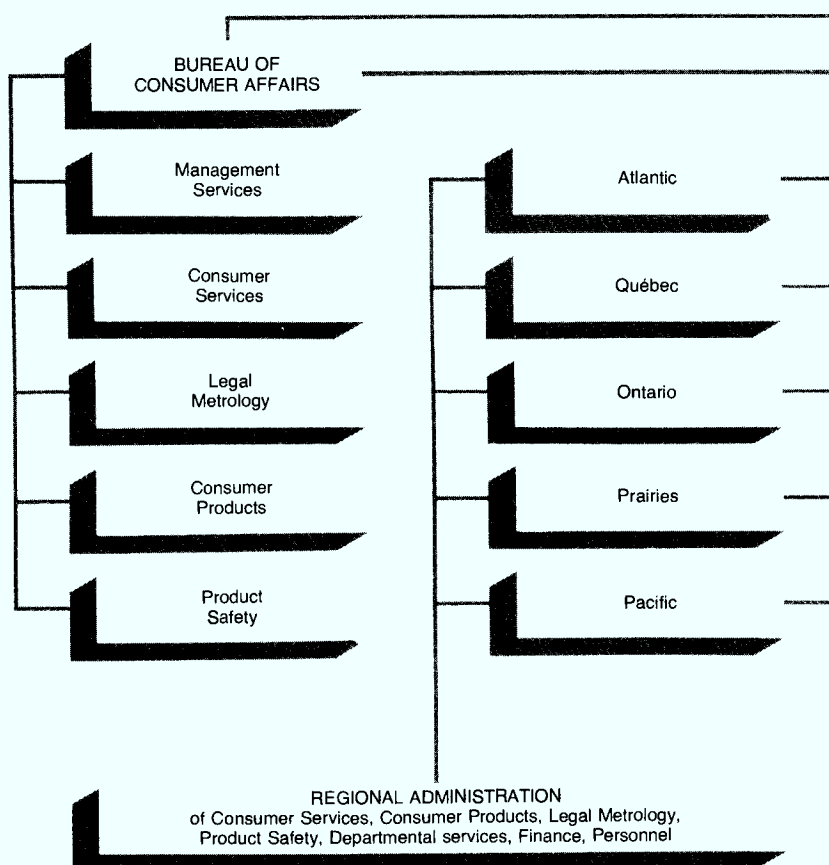 BUREAU OF
CONSUMER AFFAIRS
Management
Services
Consumer
Services
Legal
Metrology
Consumer
Products
Product
Safety
Atlantic
Québec
Ontario
Prairies
Pacific
REGIONAL ADMINISTRATION
of Consumer Services, Consumer Products, Legal Metrology,
Product Safety, Departmental services, Finance, Personnel